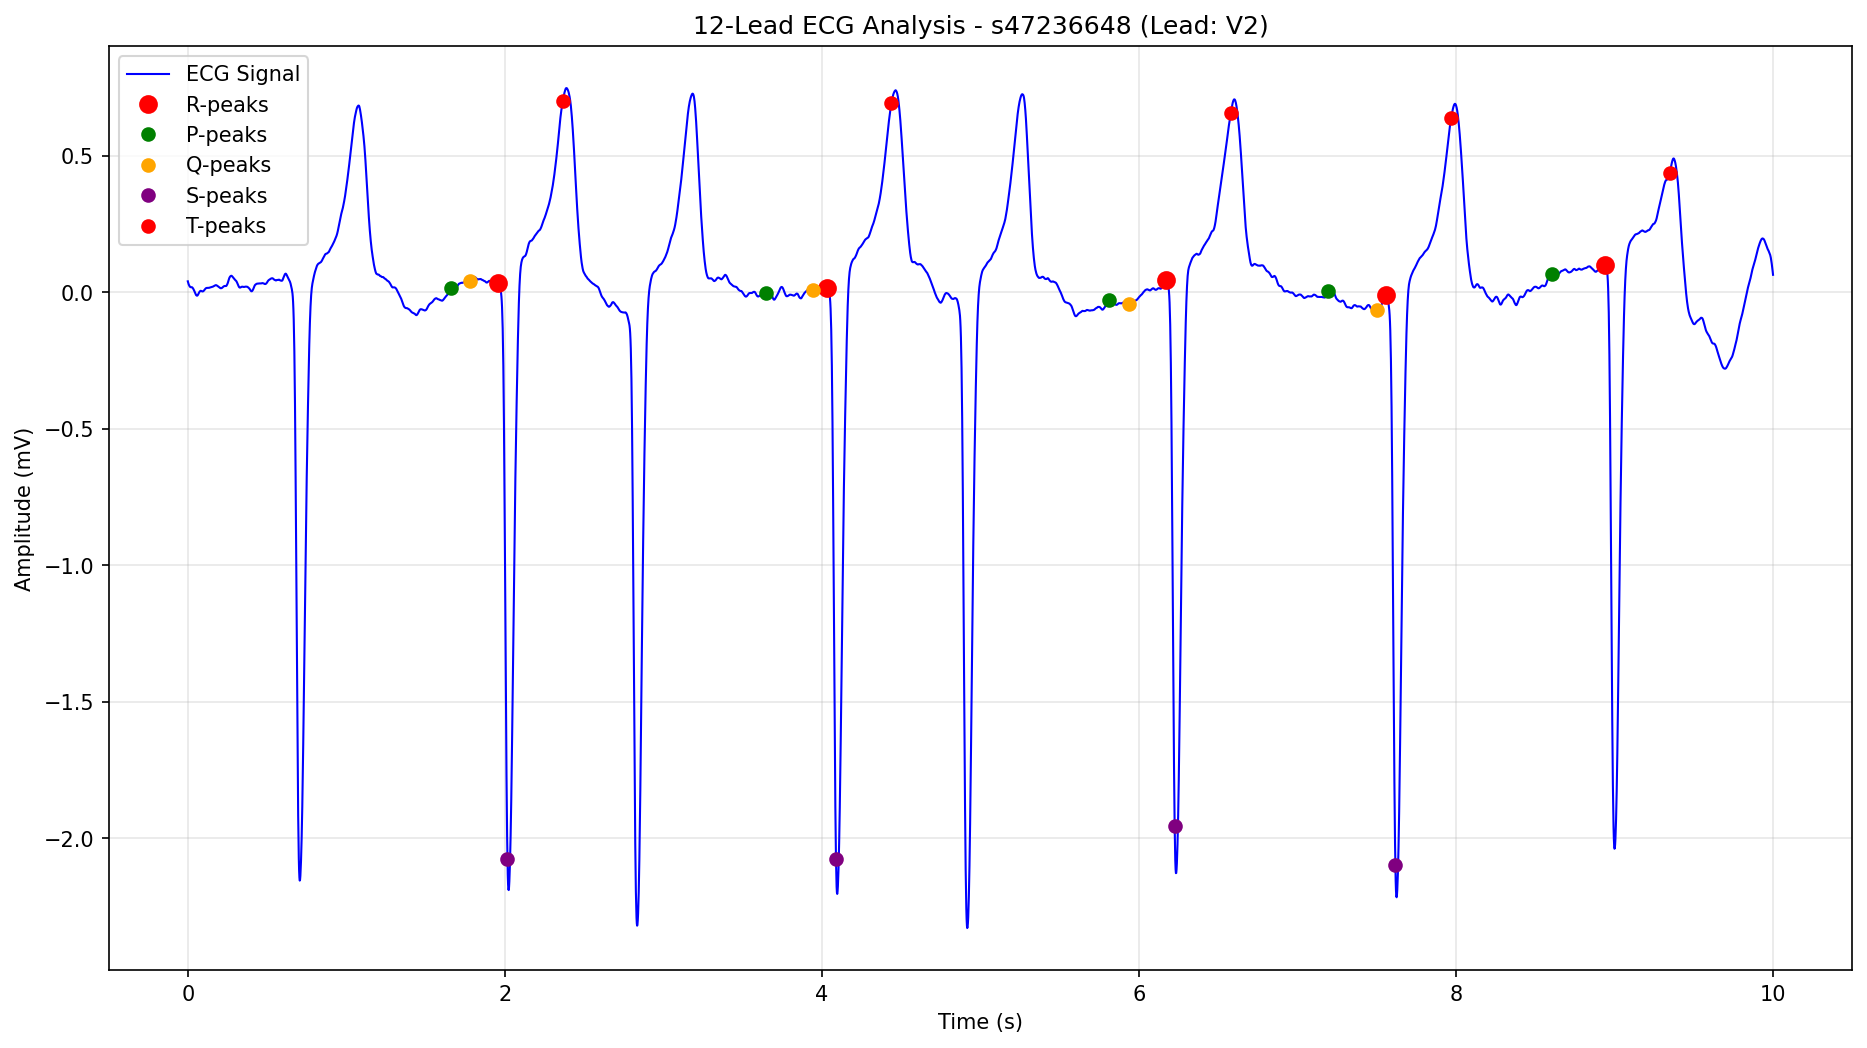 12-Lead ECG Analysis - s47236648 (Lead: V2)
ECG Signal
R-peaks
P-peaks
Q-peaks
S-peaks
T-peaks
Amplitude (mV)
0.5
0.0
−0.5
−1.0
−1.5
−2.0
0 2 4 6 8 10
Time (s)